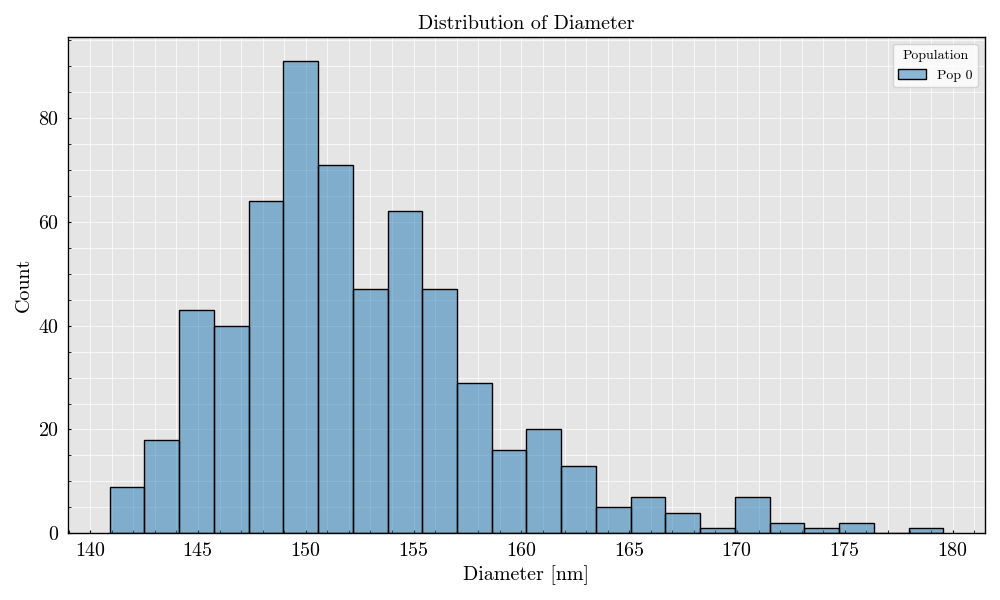 Distribution of Diameter
Population
Pop 0
Count
80
60
40
20
0
140 145 150 155 160 165 170 175 180
Diameter [nm]